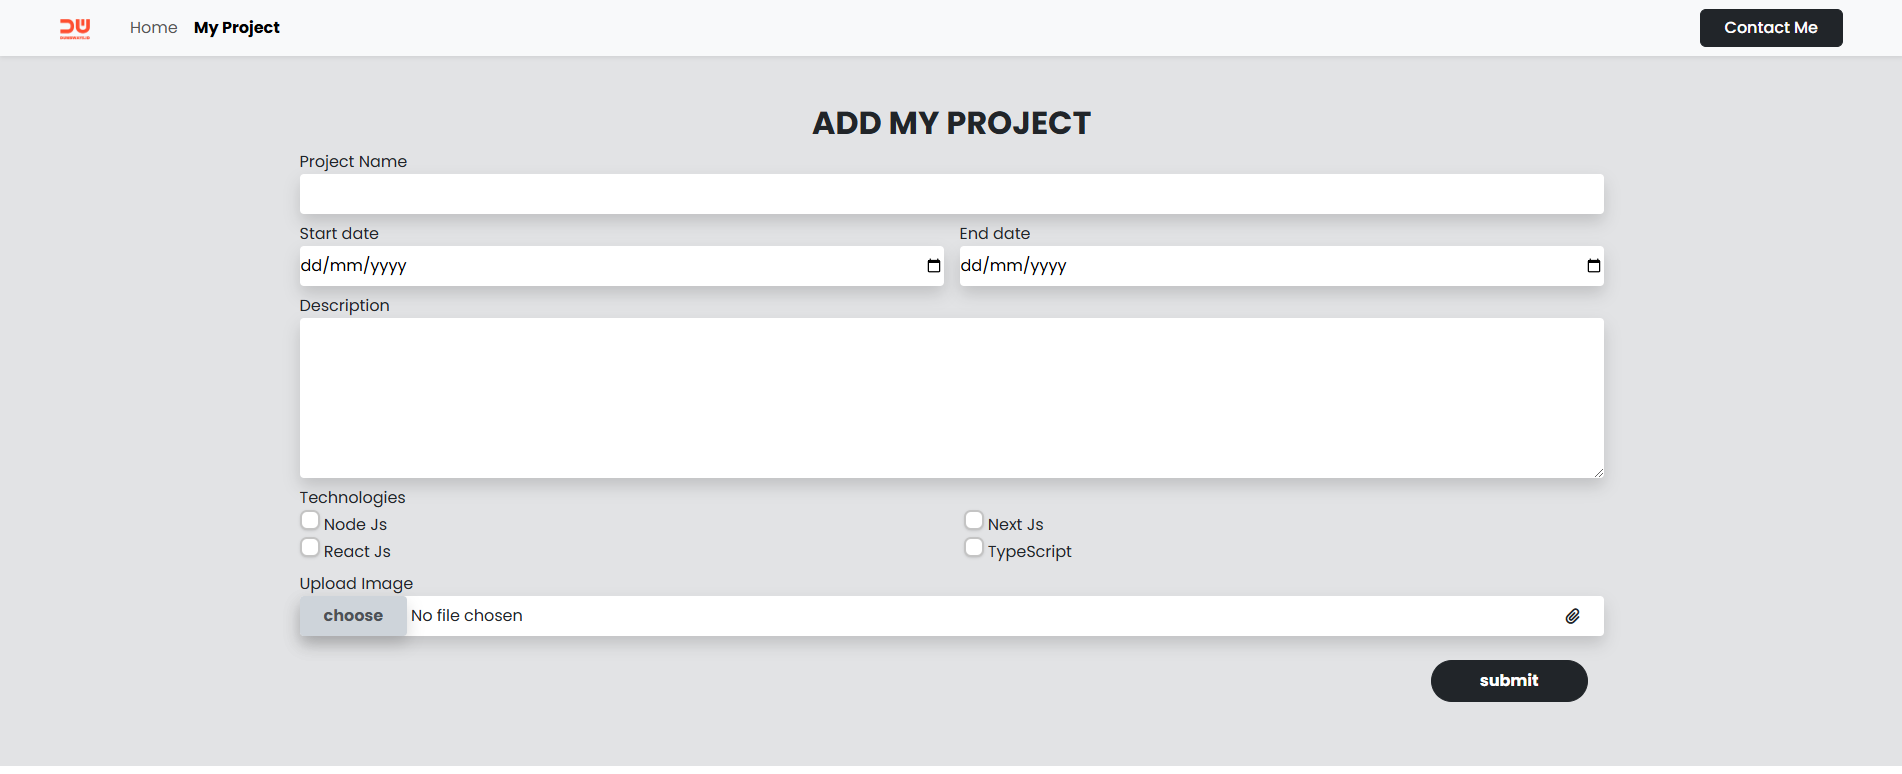 Home My Project Contact Me
ADD MY PROJECT
Project Name
Start date End date
dd/mm/yyyy dd/mm/yyyy
Description
Technologies
Node Js Next Js
React Js TypeScript
Upload Image
choose No file chosen
submit